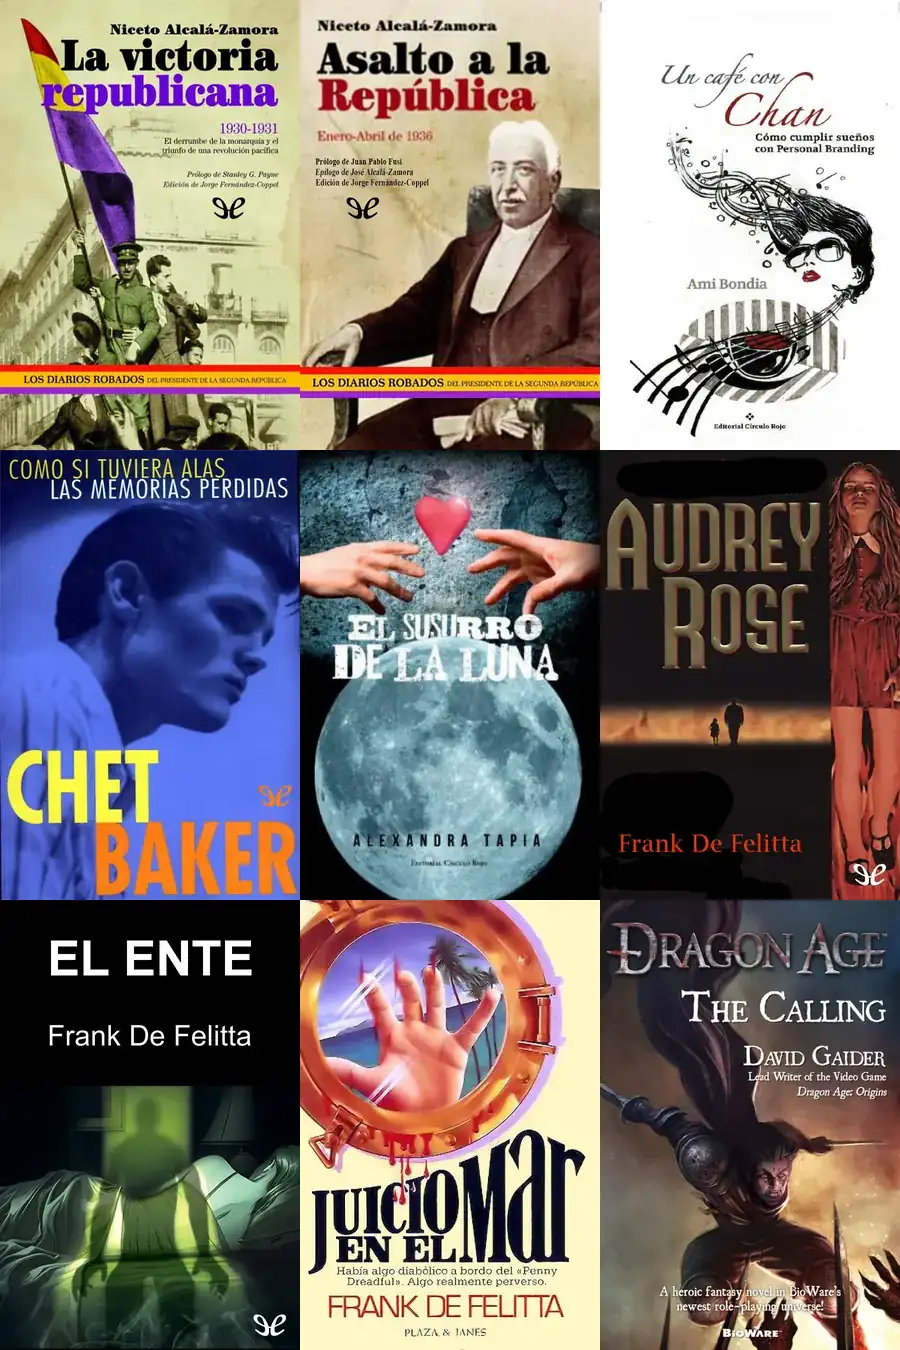 Niceto Alcalá-Zamora
La victoria
republicana
1930-1931
El derrumbe de la monarquía y el
triunfo de una revolución pacífica
Prólogo de Stanley G. Payne
Edición de Jorge Fernández-Coppel
LOS DIARIOS ROBADOS DEL PRESIDENTE DE LA SEGUNDA REPÚBLICA
Niceto Alcalá-Zamora
Asalto a la
República
Enero-Abril de 1936
Prólogo de Juan Pablo Fusi
Epílogo de José Alcalá-Zamora
Edición de Jorge Fernández-Coppel
LOS DIARIOS ROBADOS DEL PRESIDENTE DE LA SEGUNDA REPÚBLICA
Un café con
Chan
Cómo cumplir sueños
con Personal Branding
Ami Bondia
Editorial Círculo Rojo
COMO SI TUVIERA ALAS
LAS MEMORIAS PERDIDAS
CHET
BAKER
EL SUSURRO
DE LA LUNA
ALEXANDRA TAPIA
Editorial Círculo Rojo
AUDREY
ROSE
Frank De Felitta
EL ENTE
Frank De Felitta
JUICIO
EN EL
MAR
Había algo diabólico a bordo del «Penny
Dreadful». Algo realmente perverso.
FRANK DE FELITTA
PLAZA & JANES
DRAGON AGE
THE CALLING
DAVID GAIDER
Lead Writer of the Video Game
Dragon Age: Origins
A heroic fantasy novel in BioWare's
newest role-playing universe!
BIOWARE